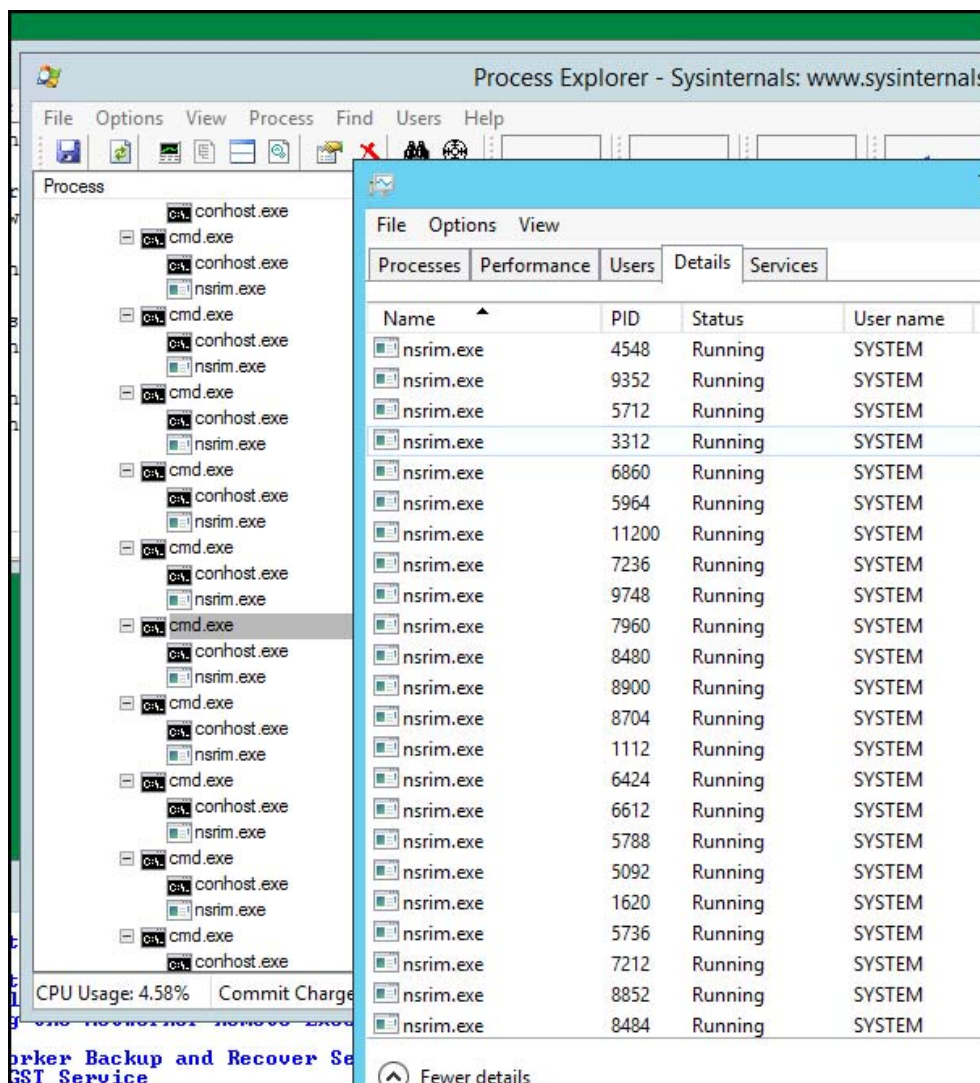 Process Explorer - Sysinternals: www.sysinternals
File Options View Process Find Users Help
Process
conhost.exe
cmd.exe
conhost.exe
nsrim.exe
cmd.exe
conhost.exe
nsrim.exe
cmd.exe
conhost.exe
nsrim.exe
cmd.exe
conhost.exe
nsrim.exe
cmd.exe
conhost.exe
nsrim.exe
cmd.exe
conhost.exe
nsrim.exe
cmd.exe
conhost.exe
nsrim.exe
cmd.exe
conhost.exe
nsrim.exe
cmd.exe
conhost.exe
nsrim.exe
cmd.exe
conhost.exe
CPU Usage: 4.58% Commit Charge
File Options View
Processes Performance Users Details Services
Name PID Status User name
nsrim.exe 4548 Running SYSTEM
nsrim.exe 9352 Running SYSTEM
nsrim.exe 5712 Running SYSTEM
nsrim.exe 3312 Running SYSTEM
nsrim.exe 6860 Running SYSTEM
nsrim.exe 5964 Running SYSTEM
nsrim.exe 11200 Running SYSTEM
nsrim.exe 7236 Running SYSTEM
nsrim.exe 9748 Running SYSTEM
nsrim.exe 7960 Running SYSTEM
nsrim.exe 8480 Running SYSTEM
nsrim.exe 8900 Running SYSTEM
nsrim.exe 8704 Running SYSTEM
nsrim.exe 1112 Running SYSTEM
nsrim.exe 6424 Running SYSTEM
nsrim.exe 6612 Running SYSTEM
nsrim.exe 5788 Running SYSTEM
nsrim.exe 5092 Running SYSTEM
nsrim.exe 1620 Running SYSTEM
nsrim.exe 5736 Running SYSTEM
nsrim.exe 7212 Running SYSTEM
nsrim.exe 8852 Running SYSTEM
nsrim.exe 8484 Running SYSTEM
Fewer details
orker Backup and Recover Se
GST Service